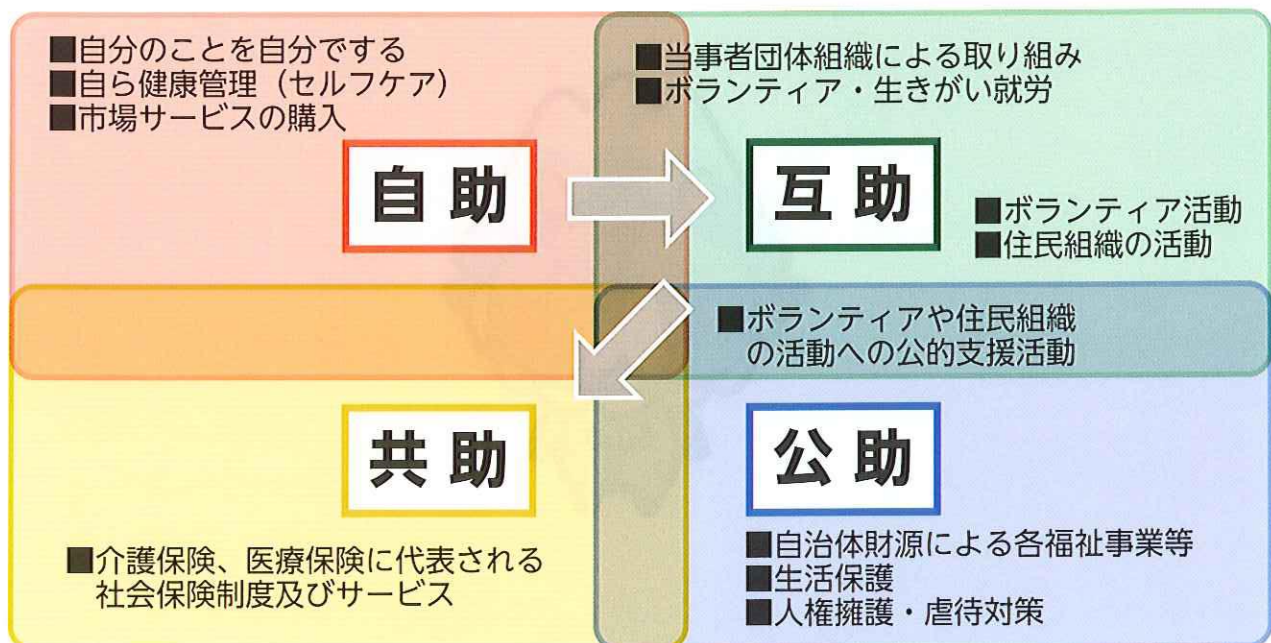 ■自分のことを自分でする
■自ら健康管理（セルフケア）
■市場サービスの購入
自助
■当事者団体組織による取り組み
■ボランティア・生きがい就労
互助
■ボランティア活動
■住民組織の活動
■ボランティアや住民組織
の活動への公的支援活動
共助
■介護保険、医療保険に代表される
社会保険制度及びサービス
公助
■自治体財源による各福祉事業等
■生活保護
■人権擁護・虐待対策